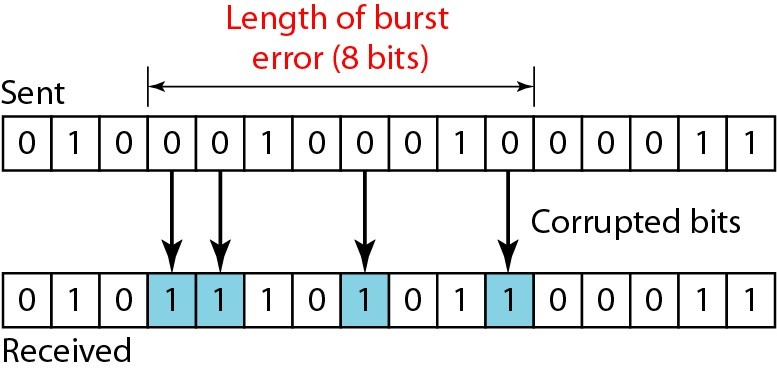 Length of burst
error (8 bits)
Sent
0 1 0 0 0 1 0 0 0 1 0 0 0 0 1 1
Corrupted bits
0 1 0 1 1 1 0 1 0 1 1 0 0 0 1 1
Received